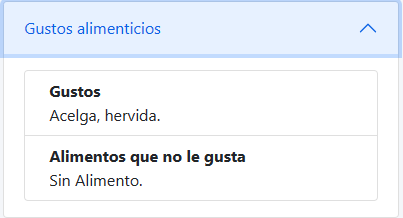 Gustos alimenticios
Gustos
Acelga, hervida.
Alimentos que no le gusta
Sin Alimento.